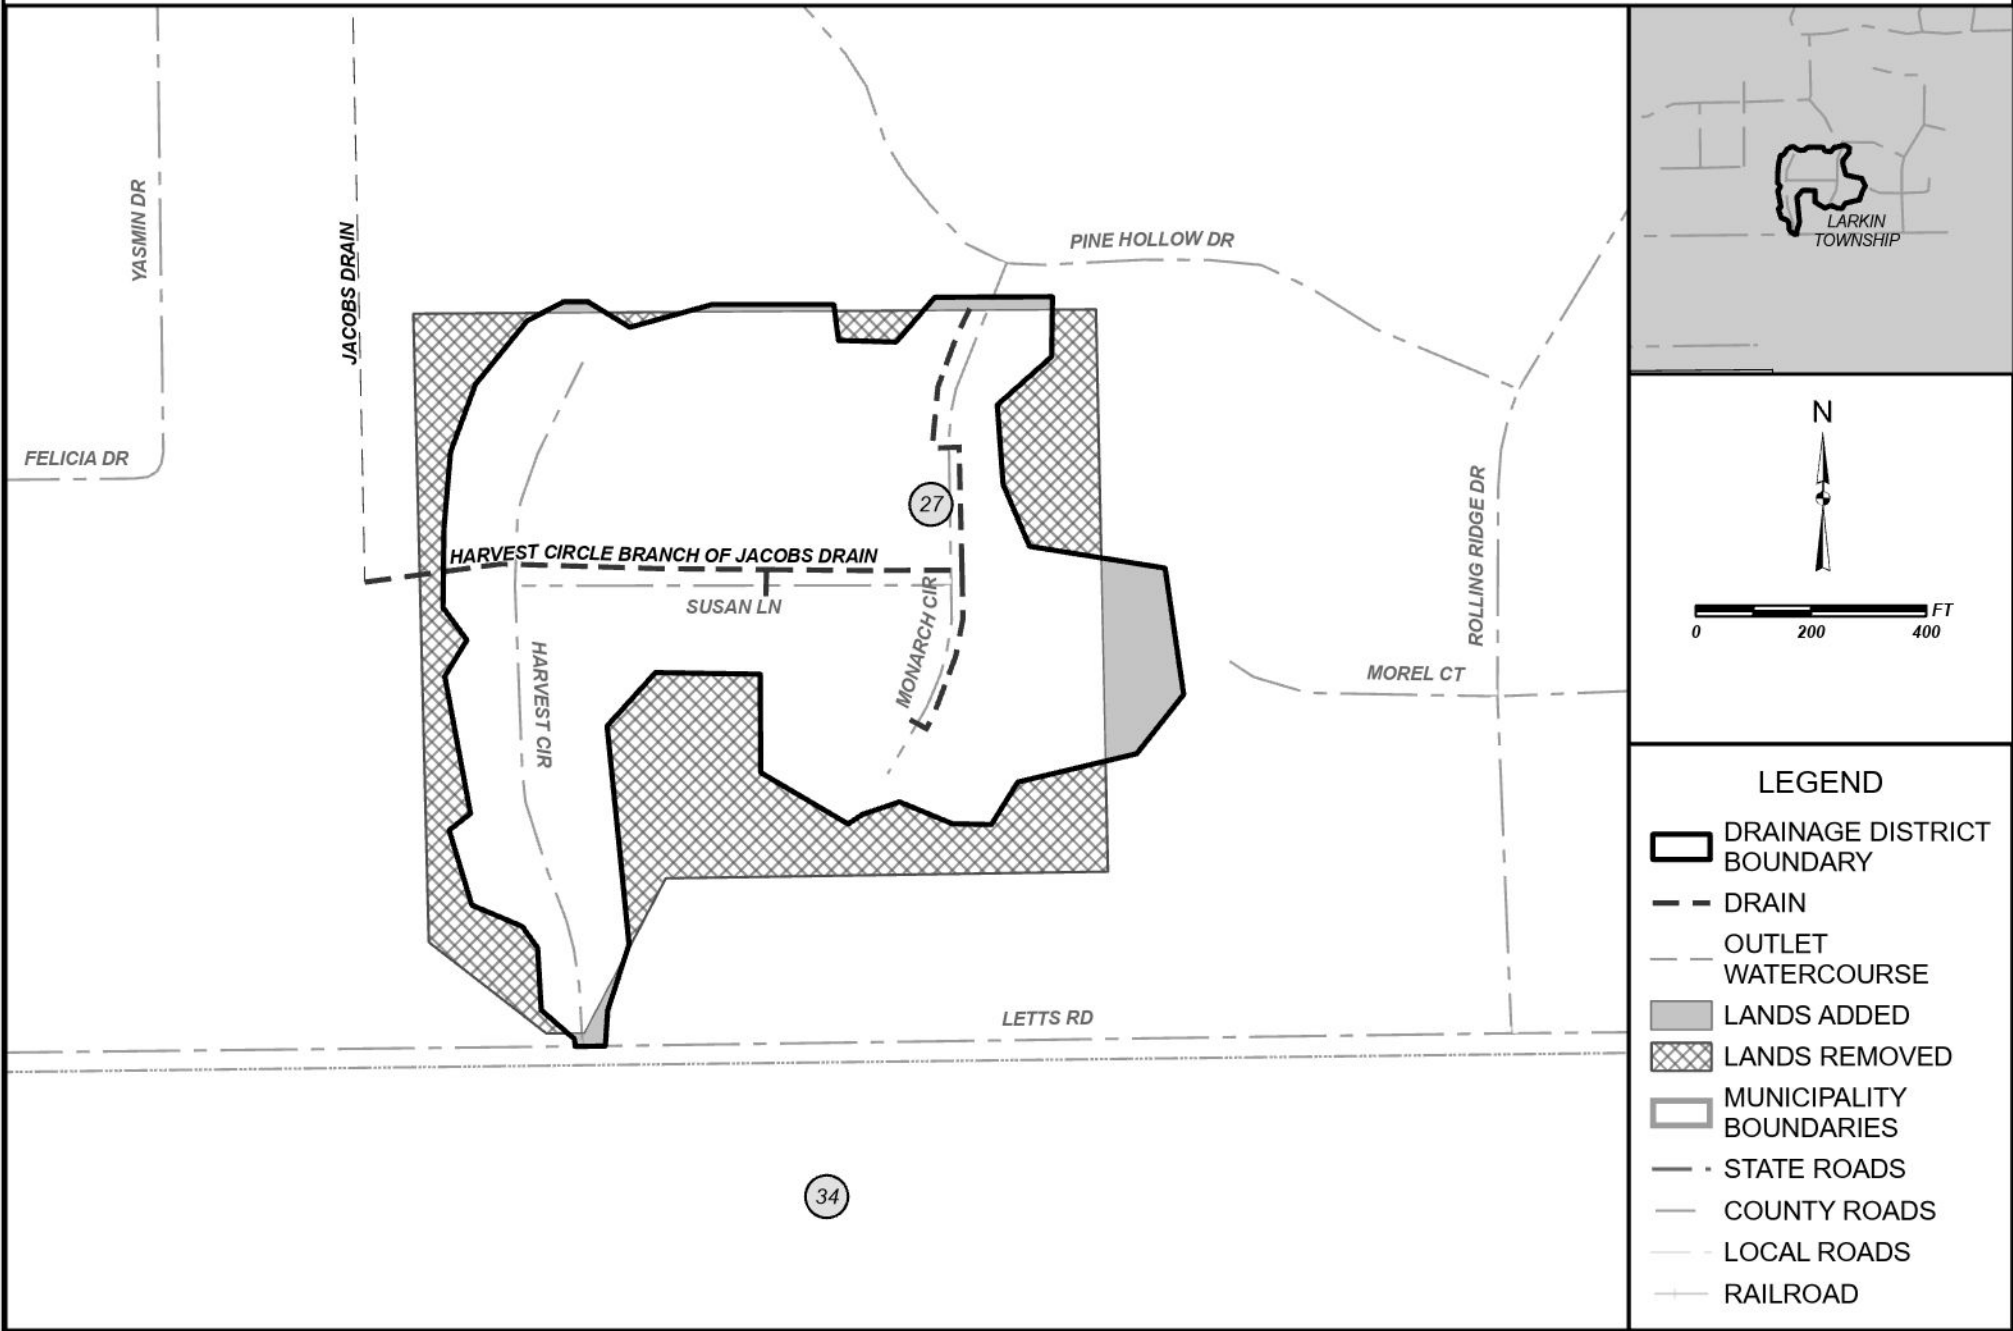 YASMIN DR
JACOBS DRAIN
PINE HOLLOW DR
FELICIA DR
27
HARVEST CIRCLE BRANCH OF JACOBS DRAIN
SUSAN LN
MONARCH CIR
HARVEST CIR
ROLLING RIDGE DR
MOREL CT
LETTS RD
34
LARKIN
TOWNSHIP
N
FT
0 200 400
LEGEND
DRAINAGE DISTRICT
BOUNDARY
DRAIN
OUTLET
WATERCOURSE
LANDS ADDED
LANDS REMOVED
MUNICIPALITY
BOUNDARIES
STATE ROADS
COUNTY ROADS
LOCAL ROADS
RAILROAD